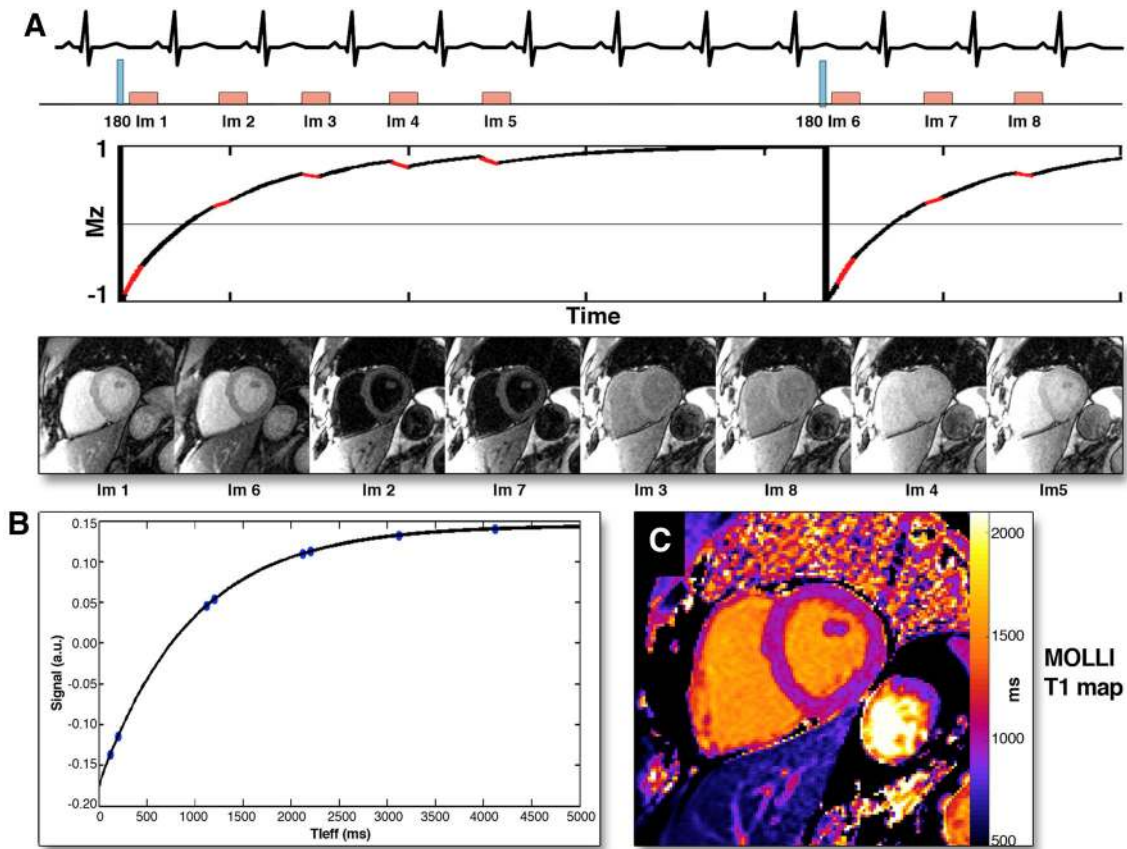 A
180 Im 1 Im 2 Im 3 Im 4 Im 5 180 Im 6 Im 7 Im 8
1
Mz
-1
Time
Im 1 Im 6 Im 2 Im 7 Im 3 Im 8 Im 4 Im5
B
0.15
0.10
0.05
0.00
-0.05
-0.10
-0.15
-0.20
Signal (a.u.)
0 500 1000 1500 2000 2500 3000 3500 4000 4500 5000
TIeff (ms)
C
2000
1500
1000
500
ms
MOLLI
T1 map